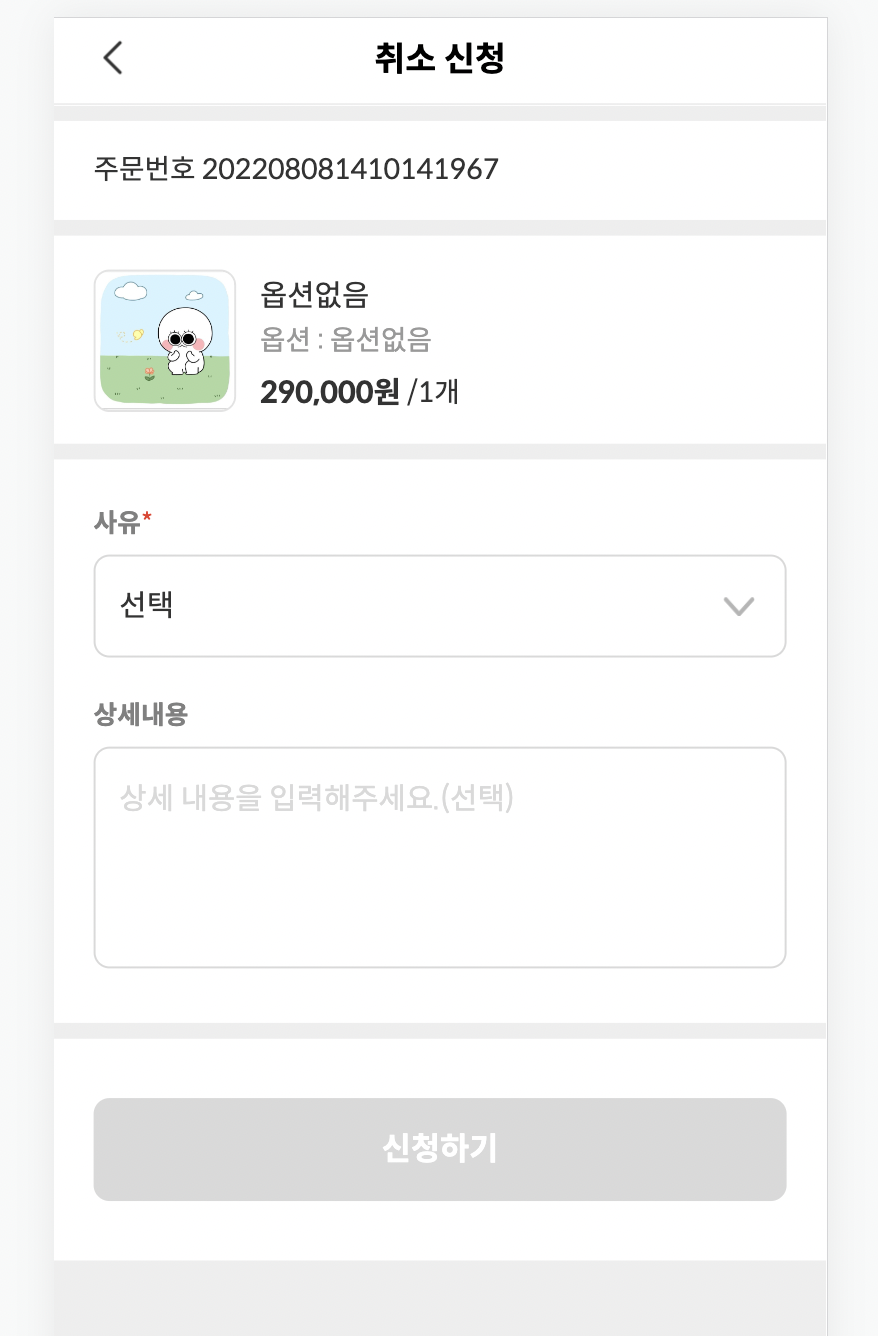 취소 신청
주문번호 202208081410141967
옵션없음
옵션 : 옵션없음
290,000원 /1개
사유*
선택
상세내용
상세 내용을 입력해주세요.(선택)
신청하기